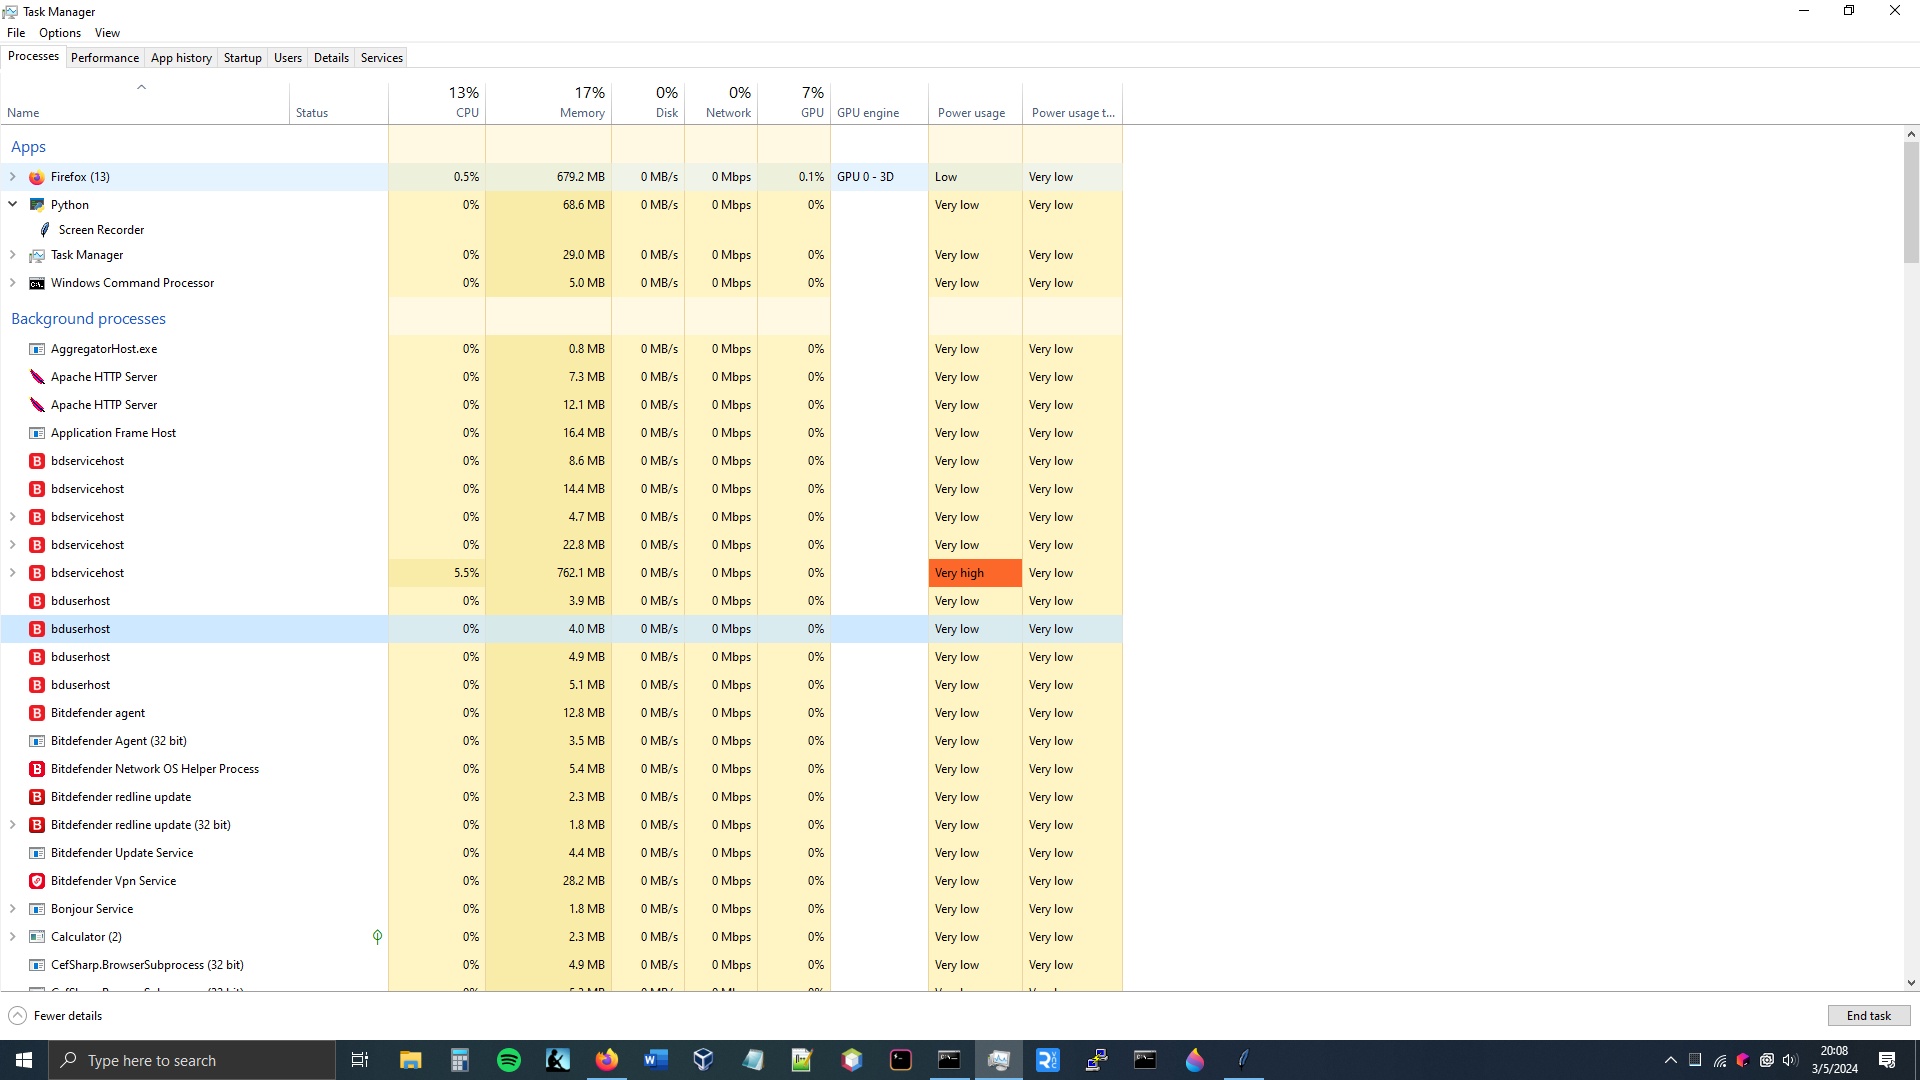 Task Manager
File Options View
Processes Performance App history Startup Users Details Services
13% 17% 0% 0% 7%
Name Status CPU Memory Disk Network GPU GPU engine Power usage Power usage t...
Apps
Firefox (13) 0.5% 679.2 MB 0 MB/s 0 Mbps 0.1% GPU 0 - 3D Low Very low
Python 0% 68.6 MB 0 MB/s 0 Mbps 0% Very low Very low
Screen Recorder
Task Manager 0% 29.0 MB 0 MB/s 0 Mbps 0% Very low Very low
Windows Command Processor 0% 5.0 MB 0 MB/s 0 Mbps 0% Very low Very low
Background processes
AggregatorHost.exe 0% 0.8 MB 0 MB/s 0 Mbps 0% Very low Very low
Apache HTTP Server 0% 7.3 MB 0 MB/s 0 Mbps 0% Very low Very low
Apache HTTP Server 0% 12.1 MB 0 MB/s 0 Mbps 0% Very low Very low
Application Frame Host 0% 16.4 MB 0 MB/s 0 Mbps 0% Very low Very low
bdservicehost 0% 8.6 MB 0 MB/s 0 Mbps 0% Very low Very low
bdservicehost 0% 14.4 MB 0 MB/s 0 Mbps 0% Very low Very low
bdservicehost 0% 4.7 MB 0 MB/s 0 Mbps 0% Very low Very low
bdservicehost 0% 22.8 MB 0 MB/s 0 Mbps 0% Very low Very low
bdservicehost 5.5% 762.1 MB 0 MB/s 0 Mbps 0% Very high Very low
bduserhost 0% 3.9 MB 0 MB/s 0 Mbps 0% Very low Very low
bduserhost 0% 4.0 MB 0 MB/s 0 Mbps 0% Very low Very low
bduserhost 0% 4.9 MB 0 MB/s 0 Mbps 0% Very low Very low
bduserhost 0% 5.1 MB 0 MB/s 0 Mbps 0% Very low Very low
Bitdefender agent 0% 12.8 MB 0 MB/s 0 Mbps 0% Very low Very low
Bitdefender Agent (32 bit) 0% 3.5 MB 0 MB/s 0 Mbps 0% Very low Very low
Bitdefender Network OS Helper Process 0% 5.4 MB 0 MB/s 0 Mbps 0% Very low Very low
Bitdefender redline update 0% 2.3 MB 0 MB/s 0 Mbps 0% Very low Very low
Bitdefender redline update (32 bit) 0% 1.8 MB 0 MB/s 0 Mbps 0% Very low Very low
Bitdefender Update Service 0% 4.4 MB 0 MB/s 0 Mbps 0% Very low Very low
Bitdefender Vpn Service 0% 28.2 MB 0 MB/s 0 Mbps 0% Very low Very low
Bonjour Service 0% 1.8 MB 0 MB/s 0 Mbps 0% Very low Very low
Calculator (2) 0% 2.3 MB 0 MB/s 0 Mbps 0% Very low Very low
CefSharp.BrowserSubprocess (32 bit) 0% 4.9 MB 0 MB/s 0 Mbps 0% Very low Very low
Fewer details End task
Type here to search
20:08
3/5/2024